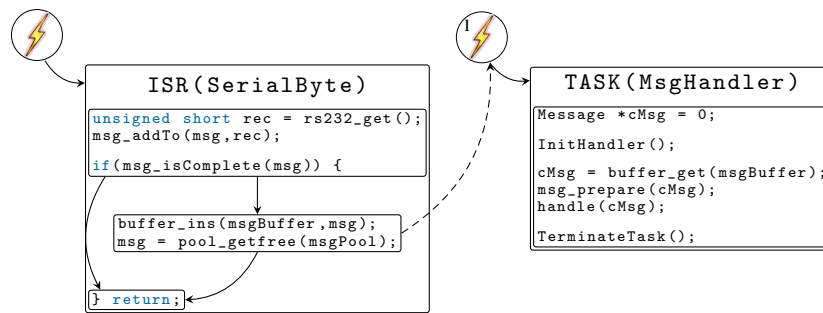 ISR(SerialByte)
unsigned short rec = rs232_get();
msg_addTo(msg,rec);
if(msg_isComplete(msg)) {
buffer_ins(msgBuffer,msg);
msg = pool_getfree(msgPool);
} return;
1
TASK(MsgHandler)
Message *cMsg = 0;
InitHandler();
cMsg = buffer_get(msgBuffer);
msg_prepare(cMsg);
handle(cMsg);
TerminateTask();